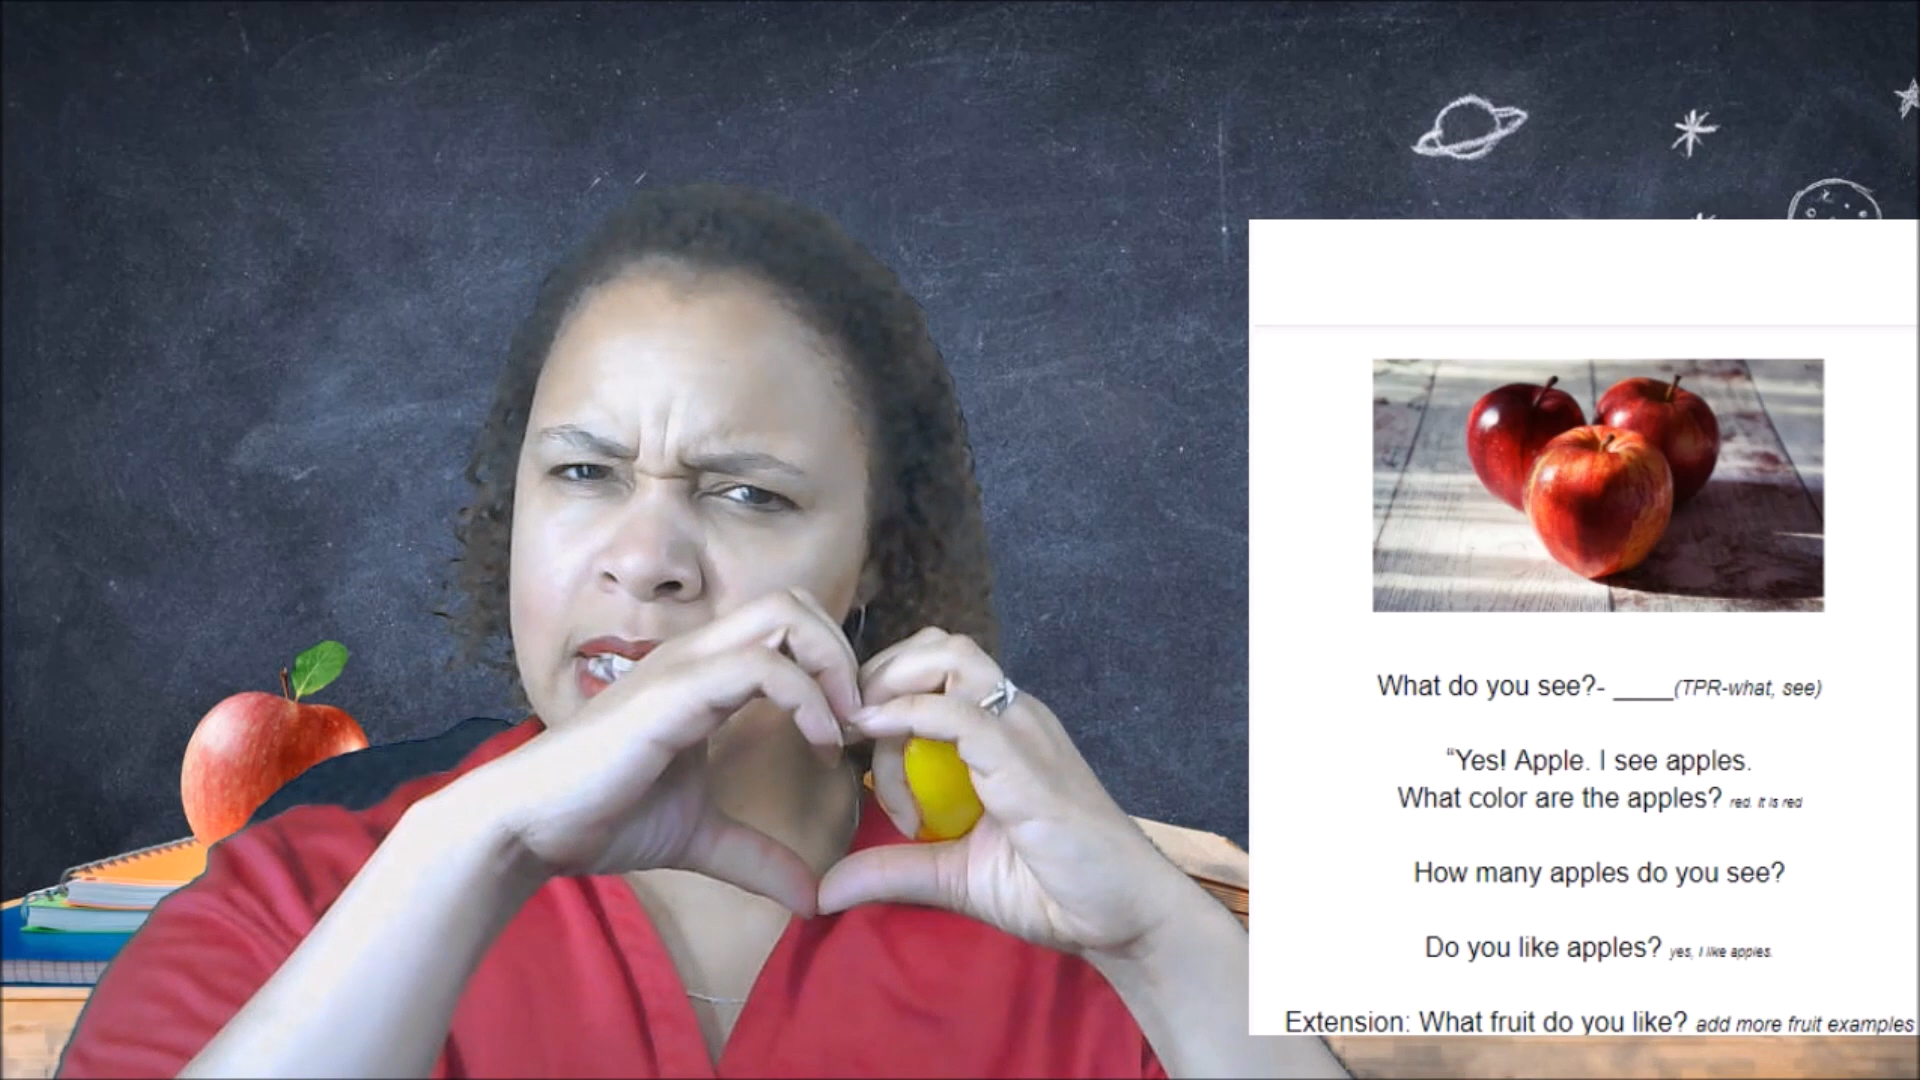 What do you see?- _____(TPR-what, see)
“Yes! Apple. I see apples.
What color are the apples? red. It is red
How many apples do you see?
Do you like apples? yes, I like apples.
Extension: What fruit do you like? add more fruit examples